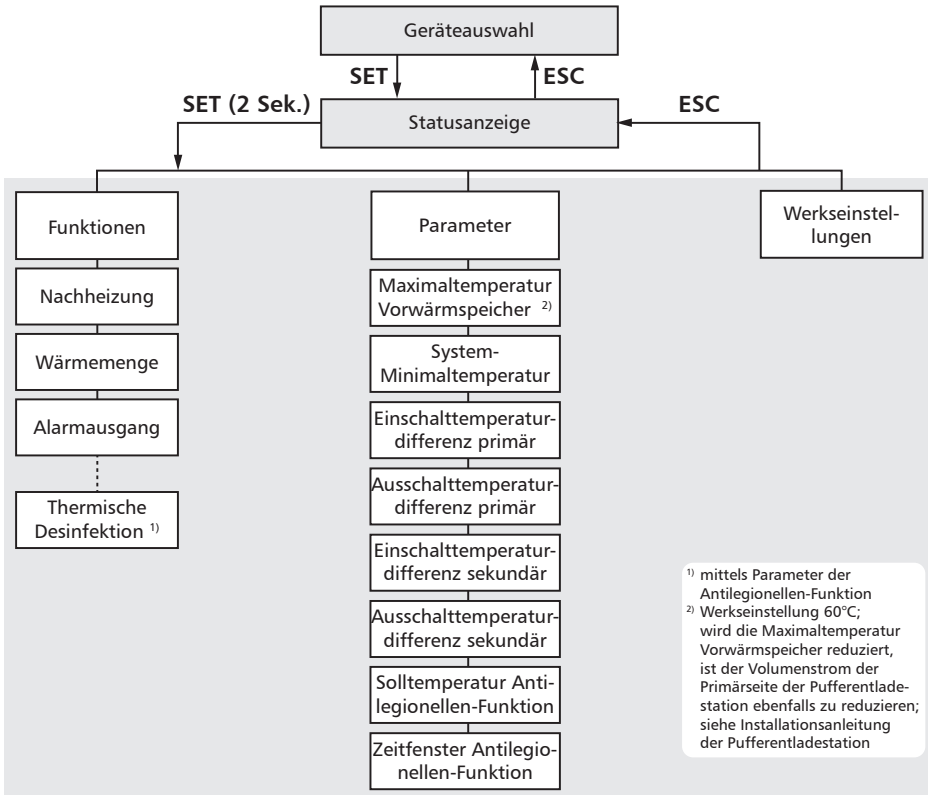 Geräteauswahl
SET
ESC
SET (2 Sek.)
Statusanzeige
ESC
Funktionen
Nachheizung
Wärmemenge
Alarmausgang
Thermische
Desinfektion 1)
Parameter
Maximaltemperatur
Vorwärmspeicher 2)
System-
Minimaltemperatur
Einschalttemperatur-
differenz primär
Ausschalttemperatur-
differenz primär
Einschalttemperatur-
differenz sekundär
Ausschalttemperatur-
differenz sekundär
Solltemperatur Anti-
legionellen-Funktion
Zeitfenster Antilegio-
nellen-Funktion
Werkseinstel-
lungen
1) mittels Parameter der
Antilegionellen-Funktion
2) Werkseinstellung 60°C;
wird die Maximaltemperatur
Vorwärmspeicher reduziert,
ist der Volumenstrom der
Primärseite der Pufferentlade-
station ebenfalls zu reduzieren;
siehe Installationsanleitung
der Pufferentladestation